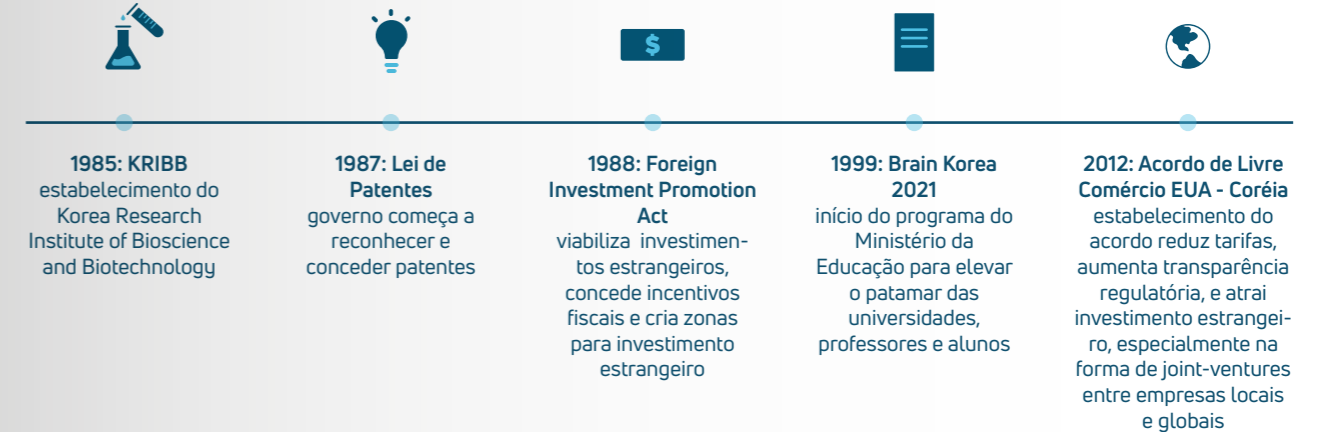 $
1985: KRIBB
estabelecimento do
Korea Research
Institute of Bioscience
and Biotechnology
1987: Lei de
Patentes
governo começa a
reconhecer e
conceder patentes
1988: Foreign
Investment Promotion
Act
viabiliza investimen-
tos estrangeiros,
concede incentivos
fiscais e cria zonas
para investimento
estrangeiro
1999: Brain Korea
2021
início do programa do
Ministério da
Educação para elevar
o patamar das
universidades,
professores e alunos
2012: Acordo de Livre
Comércio EUA - Coréia
estabelecimento do
acordo reduz tarifas,
aumenta transparência
regulatória, e atrai
investimento estrangei-
ro, especialmente na
forma de joint-ventures
entre empresas locais
e globais